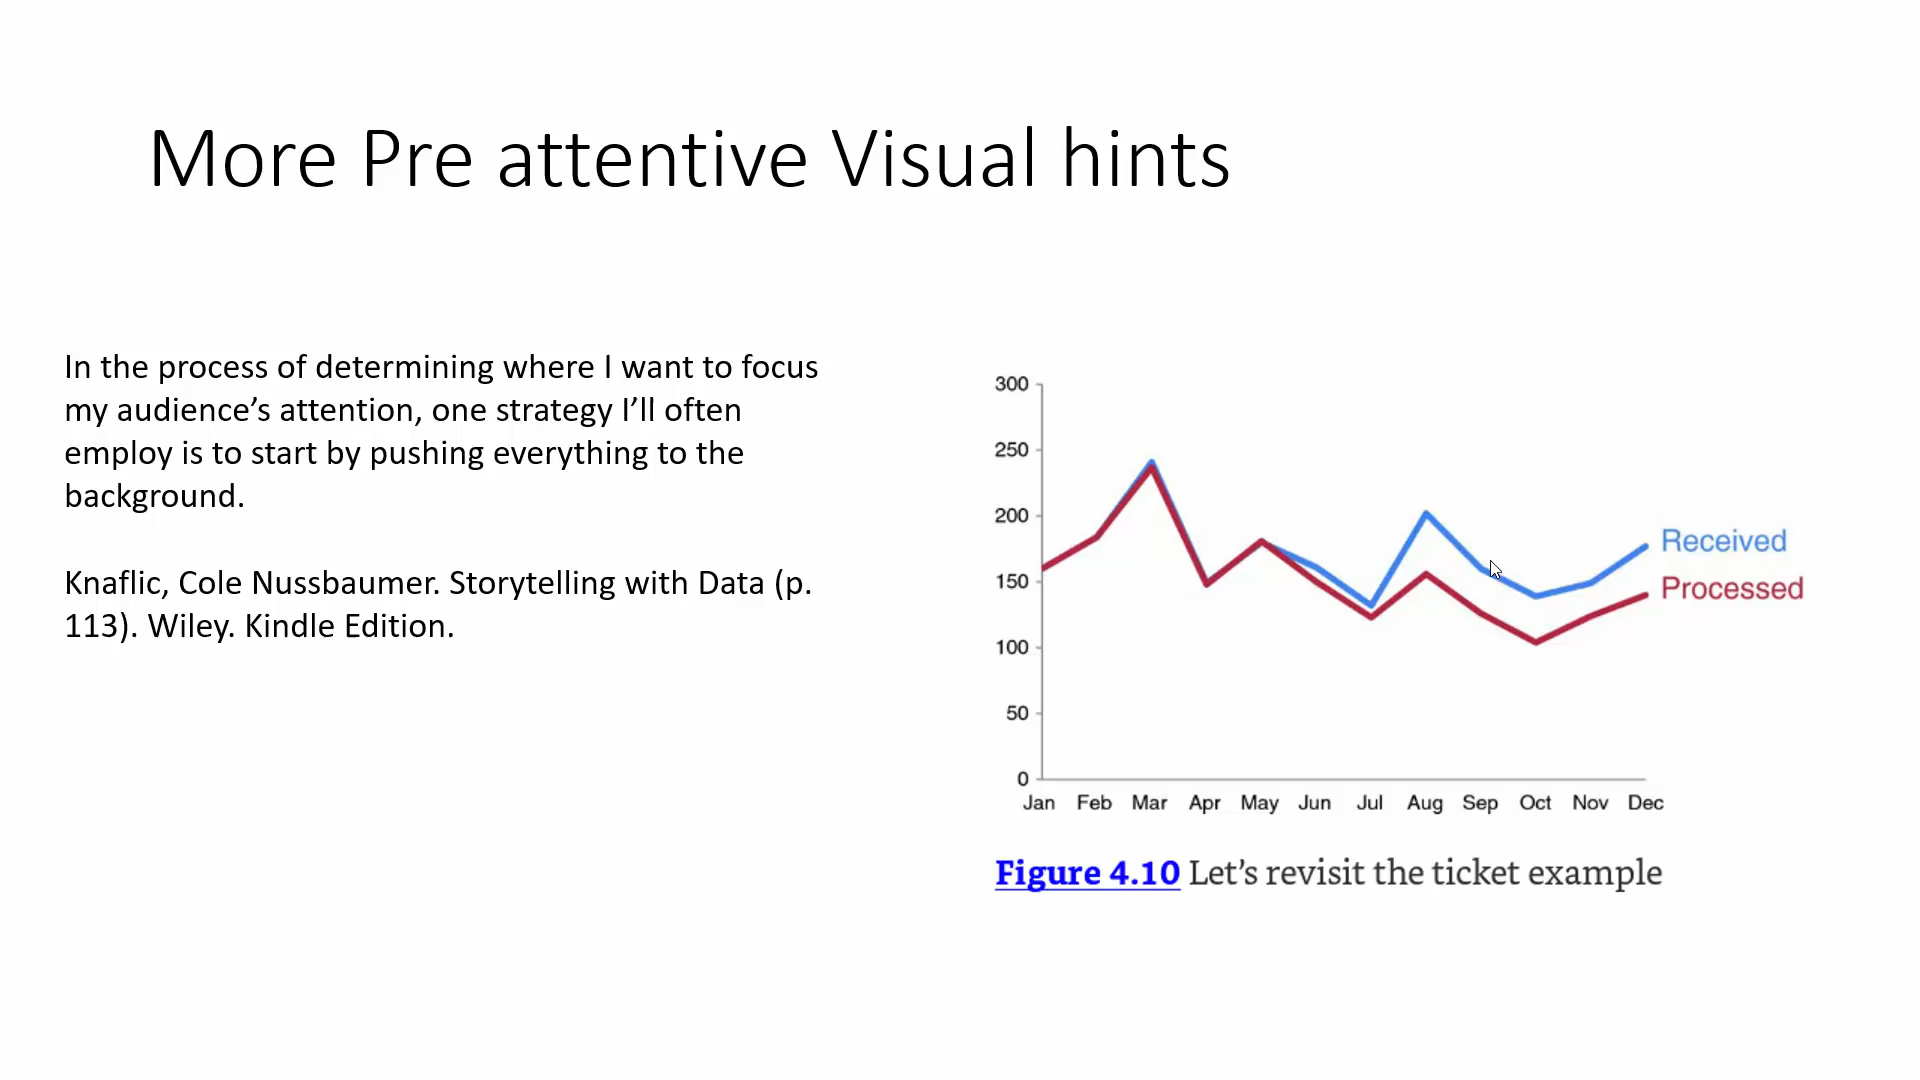 More Pre attentive Visual hints
In the process of determining where I want to focus
my audience’s attention, one strategy I’ll often
employ is to start by pushing everything to the
background.
Knaflic, Cole Nussbaumer. Storytelling with Data (p.
113). Wiley. Kindle Edition.
300
250
200
150
100
50
0
Jan Feb Mar Apr May Jun Jul Aug Sep Oct Nov Dec
Received
Processed
Figure 4.10 Let’s revisit the ticket example